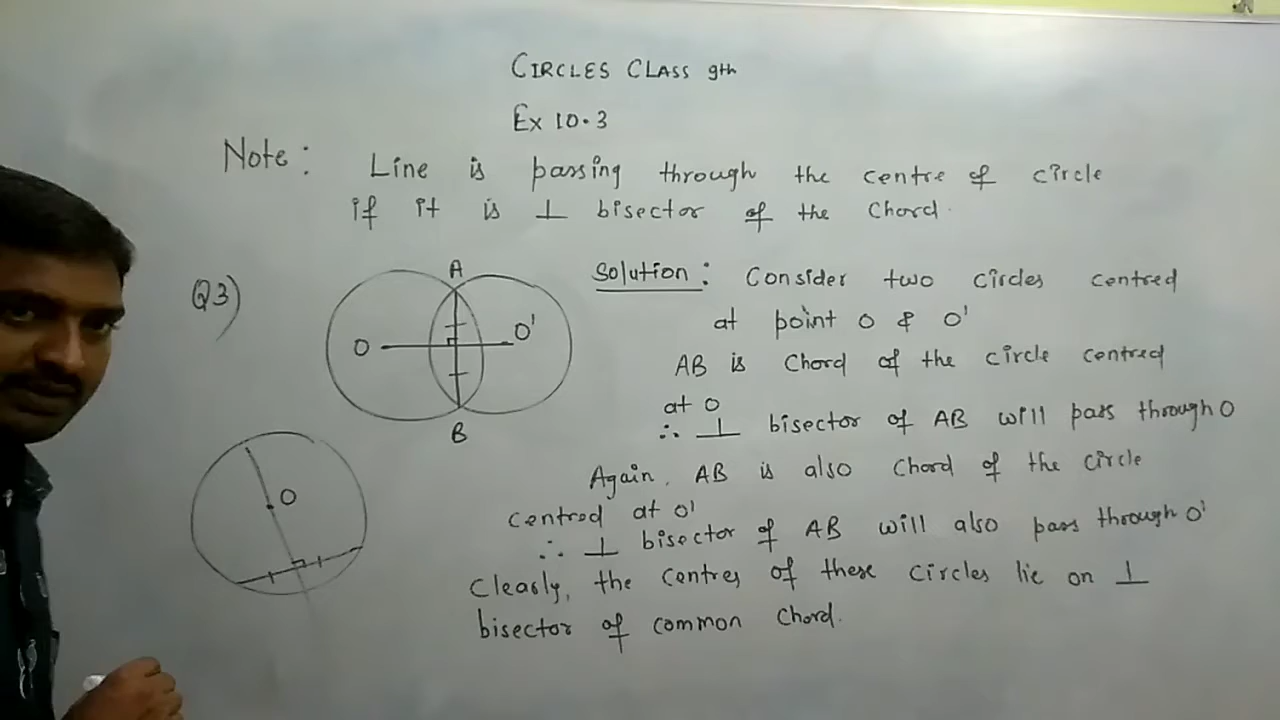 CIRCLES CLASS 9th
Ex 10.3
Note: Line is passing through the centre of circle
if it is ⊥ bisector of the Chord.
Q3)
A
O
O'
B
O
Solution: Consider two circles centred
at point O & O'
AB is Chord of the circle centred
at O
∴ ⊥ bisector of AB will pass through O
Again, AB is also Chord of the circle
centred at O'
∴ ⊥ bisector of AB will also pass through O'
Clearly, the centres of these circles lie on ⊥
bisector of common Chord.